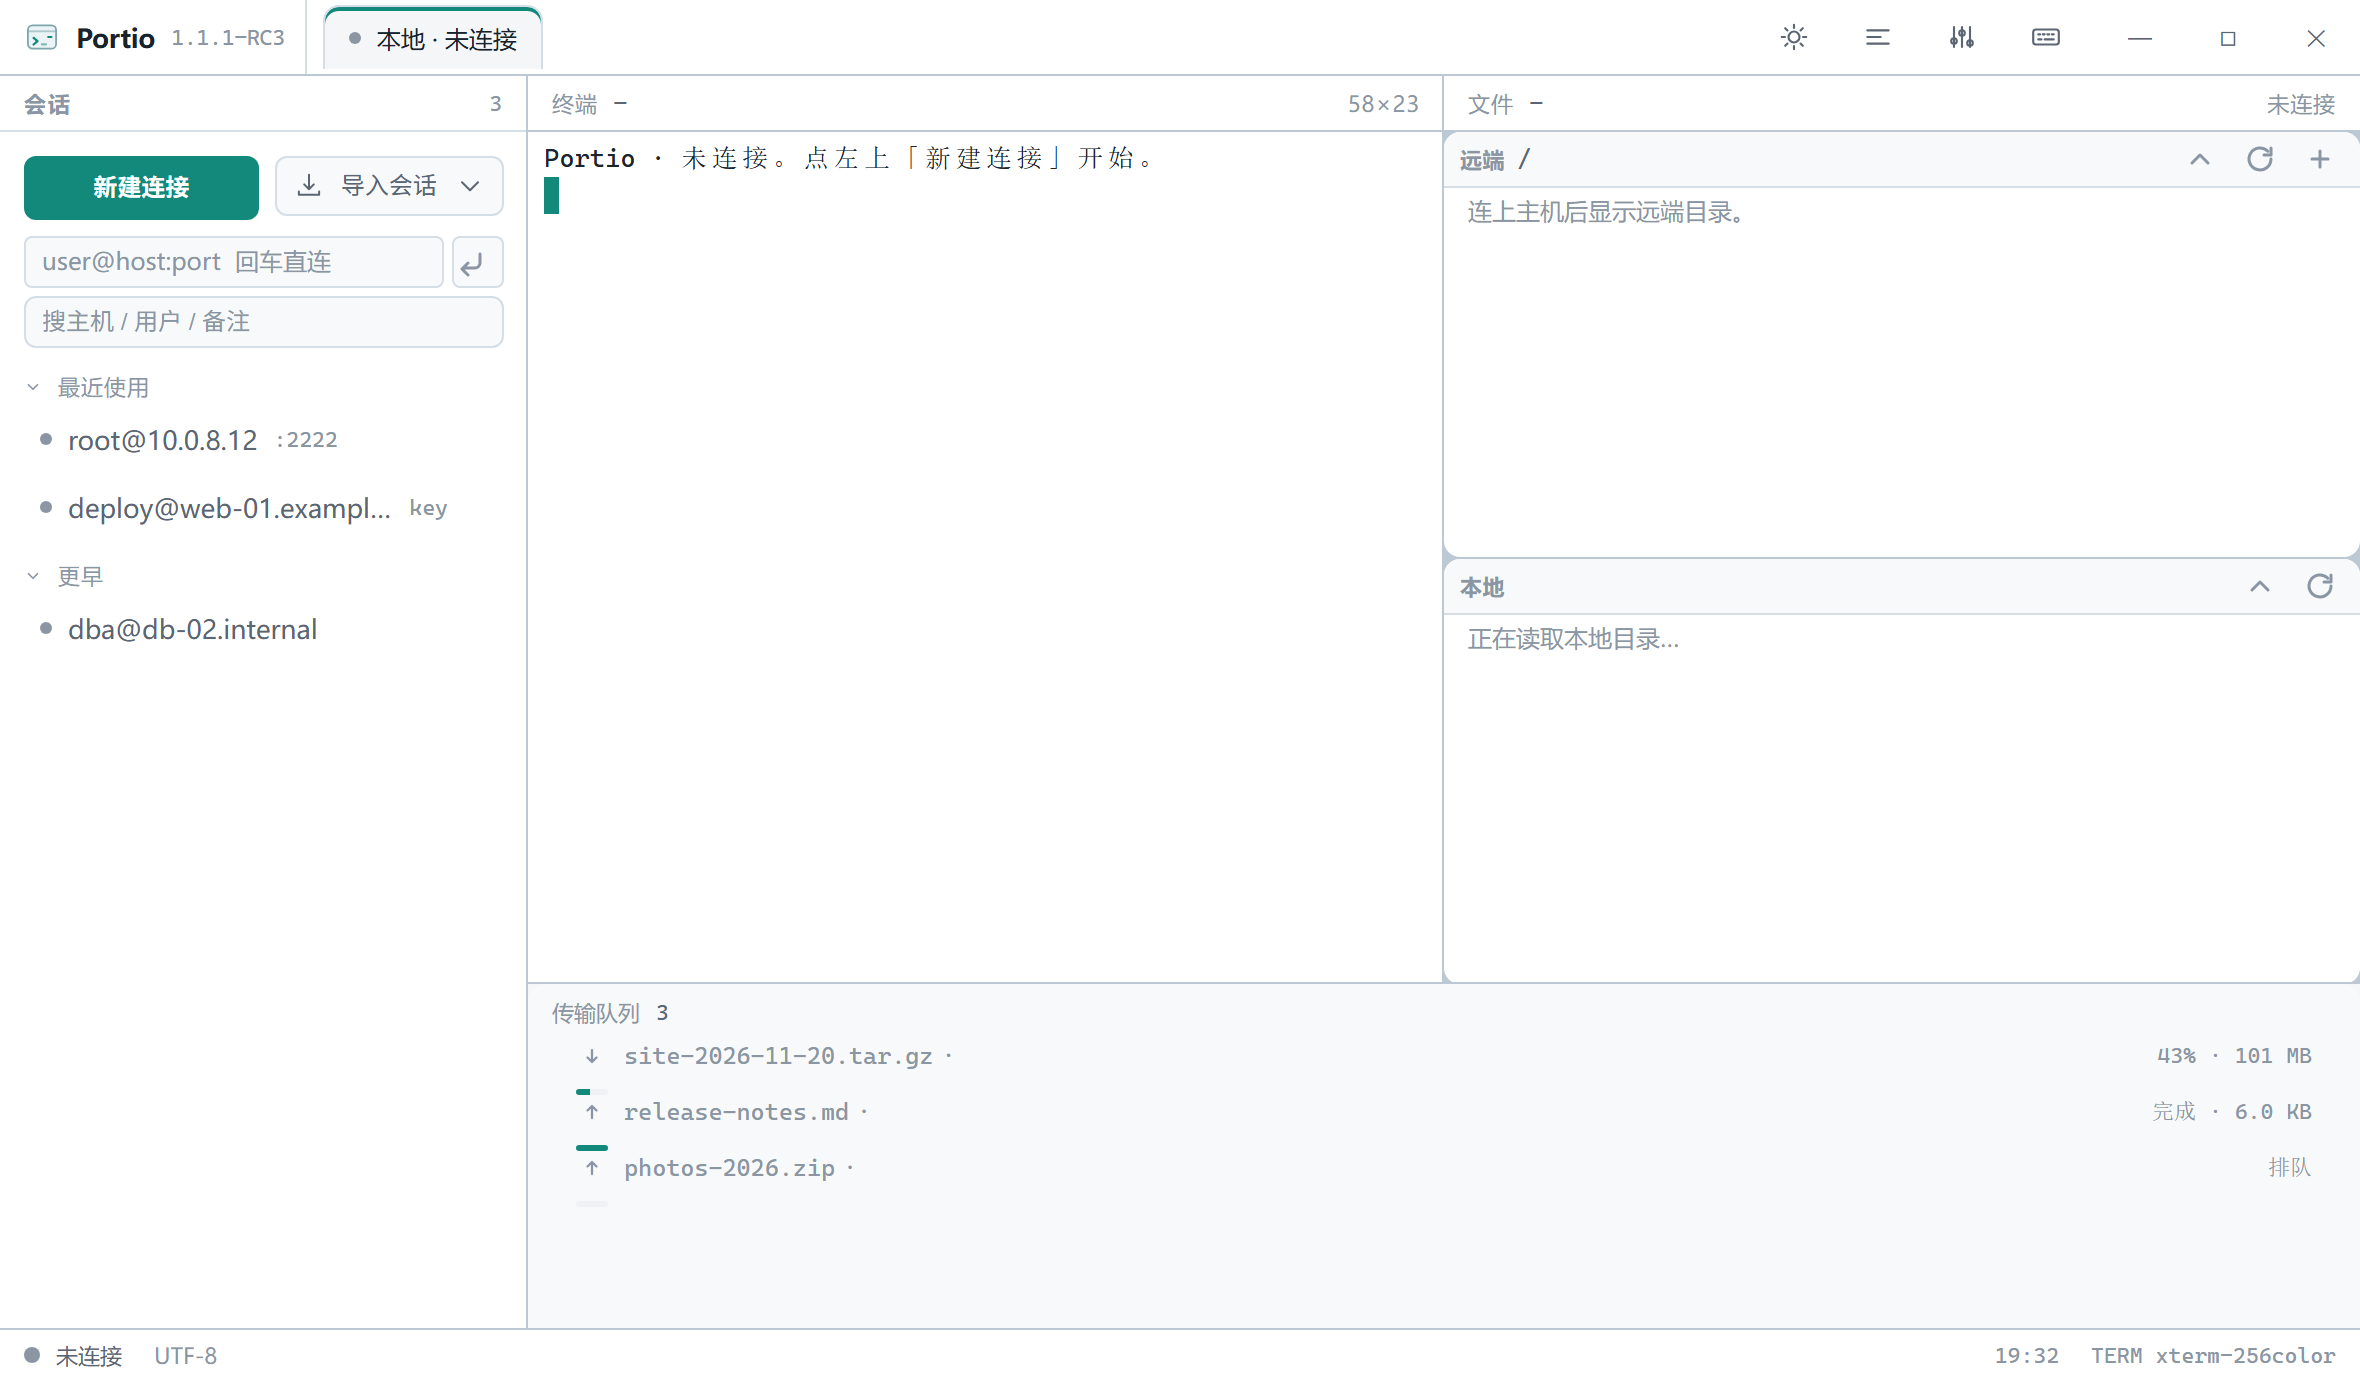 Portio 1.1.1-RC3
本地 · 未连接
会话 3
新建连接
导入会话
user@host:port 回车直连
搜主机 / 用户 / 备注
最近使用
root@10.0.8.12 :2222
deploy@web-01.exampl... key
更早
dba@db-02.internal
终端 — 58×23
Portio · 未连接。点左上「新建连接」开始。
文件 — 未连接
远端 /
连上主机后显示远端目录。
本地
正在读取本地目录...
传输队列 3
↓ site-2026-11-20.tar.gz · 43% · 101 MB
↑ release-notes.md · 完成 · 6.0 KB
↑ photos-2026.zip · 排队
未连接 UTF-8
19:32 TERM xterm-256color